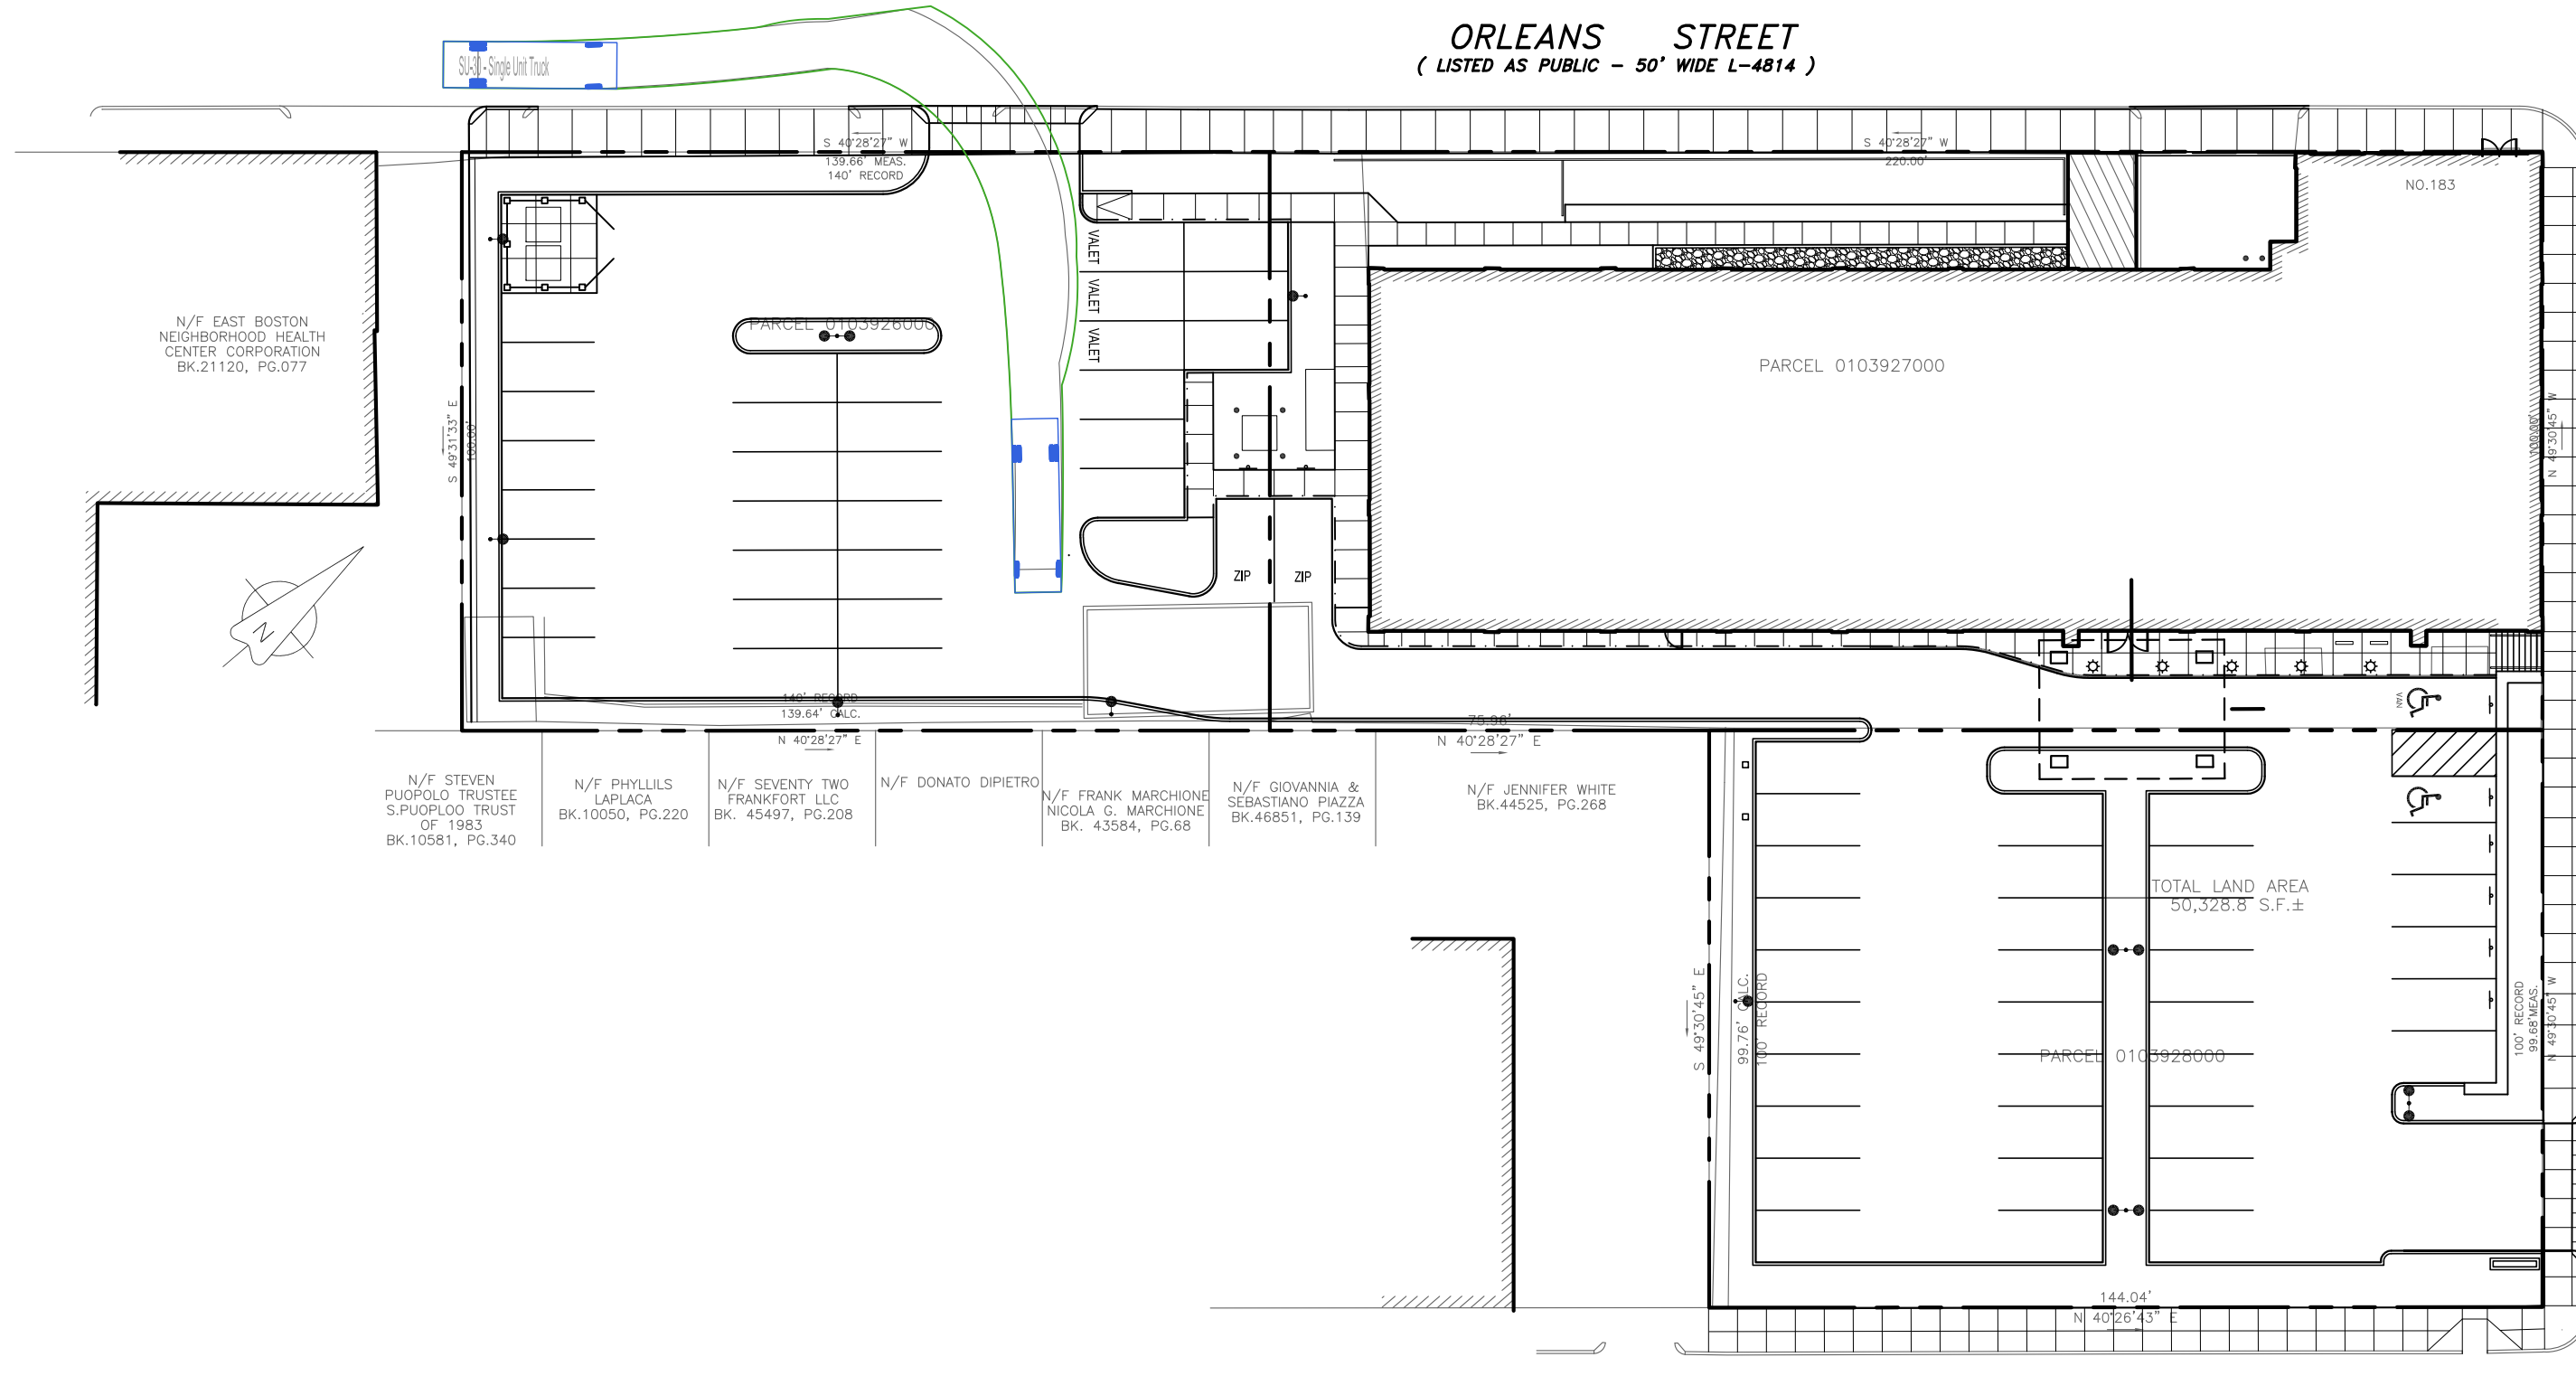 ORLEANS STREET
( LISTED AS PUBLIC - 50' WIDE L-4814 )
SU-30 - Single Unit Truck
S 40°28'27" W
139.66' MEAS.
140' RECORD
S 40°28'27" W
220.00'
NO.183
VALET
VALET
VALET
PARCEL 0103926000
N/F EAST BOSTON
NEIGHBORHOOD HEALTH
CENTER CORPORATION
BK.21120, PG.077
PARCEL 0103927000
S 49°31'33" E
100.00'
100.00'
N 49°30'45" W
ZIP
ZIP
N
140' RECORD
139.64' CALC.
N 40°28'27" E
75.96'
N 40°28'27" E
VAN
N/F STEVEN
PUOPOLO TRUSTEE
S.PUOPLOO TRUST
OF 1983
BK.10581, PG.340
N/F PHYLLILS
LAPLACA
BK.10050, PG.220
N/F SEVENTY TWO
FRANKFORT LLC
BK. 45497, PG.208
N/F DONATO DIPIETRO
N/F FRANK MARCHIONE
NICOLA G. MARCHIONE
BK. 43584, PG.68
N/F GIOVANNIA &
SEBASTIANO PIAZZA
BK.46851, PG.139
N/F JENNIFER WHITE
BK.44525, PG.268
TOTAL LAND AREA
50,328.8 S.F.±
S 49°30'45" E
99.76' CALC.
100' RECORD
PARCEL 0103928000
100' RECORD
99.68'MEAS.
N 49°30'45" W
144.04'
N 40°26'43" E